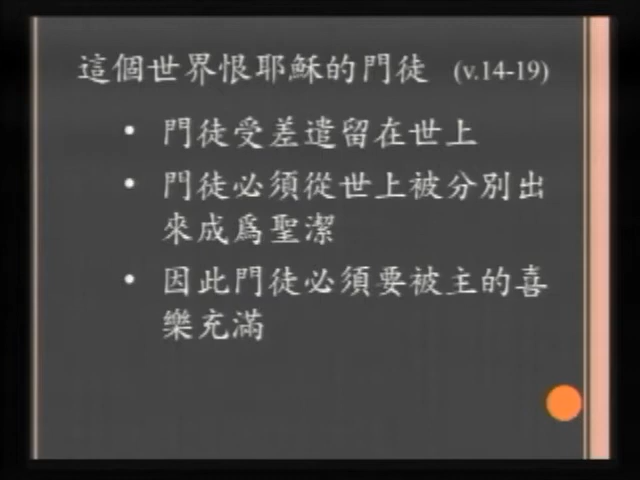 這個世界恨耶穌的門徒 (v.14-19)
• 門徒受差遣留在世上
• 門徒必須從世上被分別出
來成爲聖潔
• 因此門徒必須要被主的喜
樂充滿